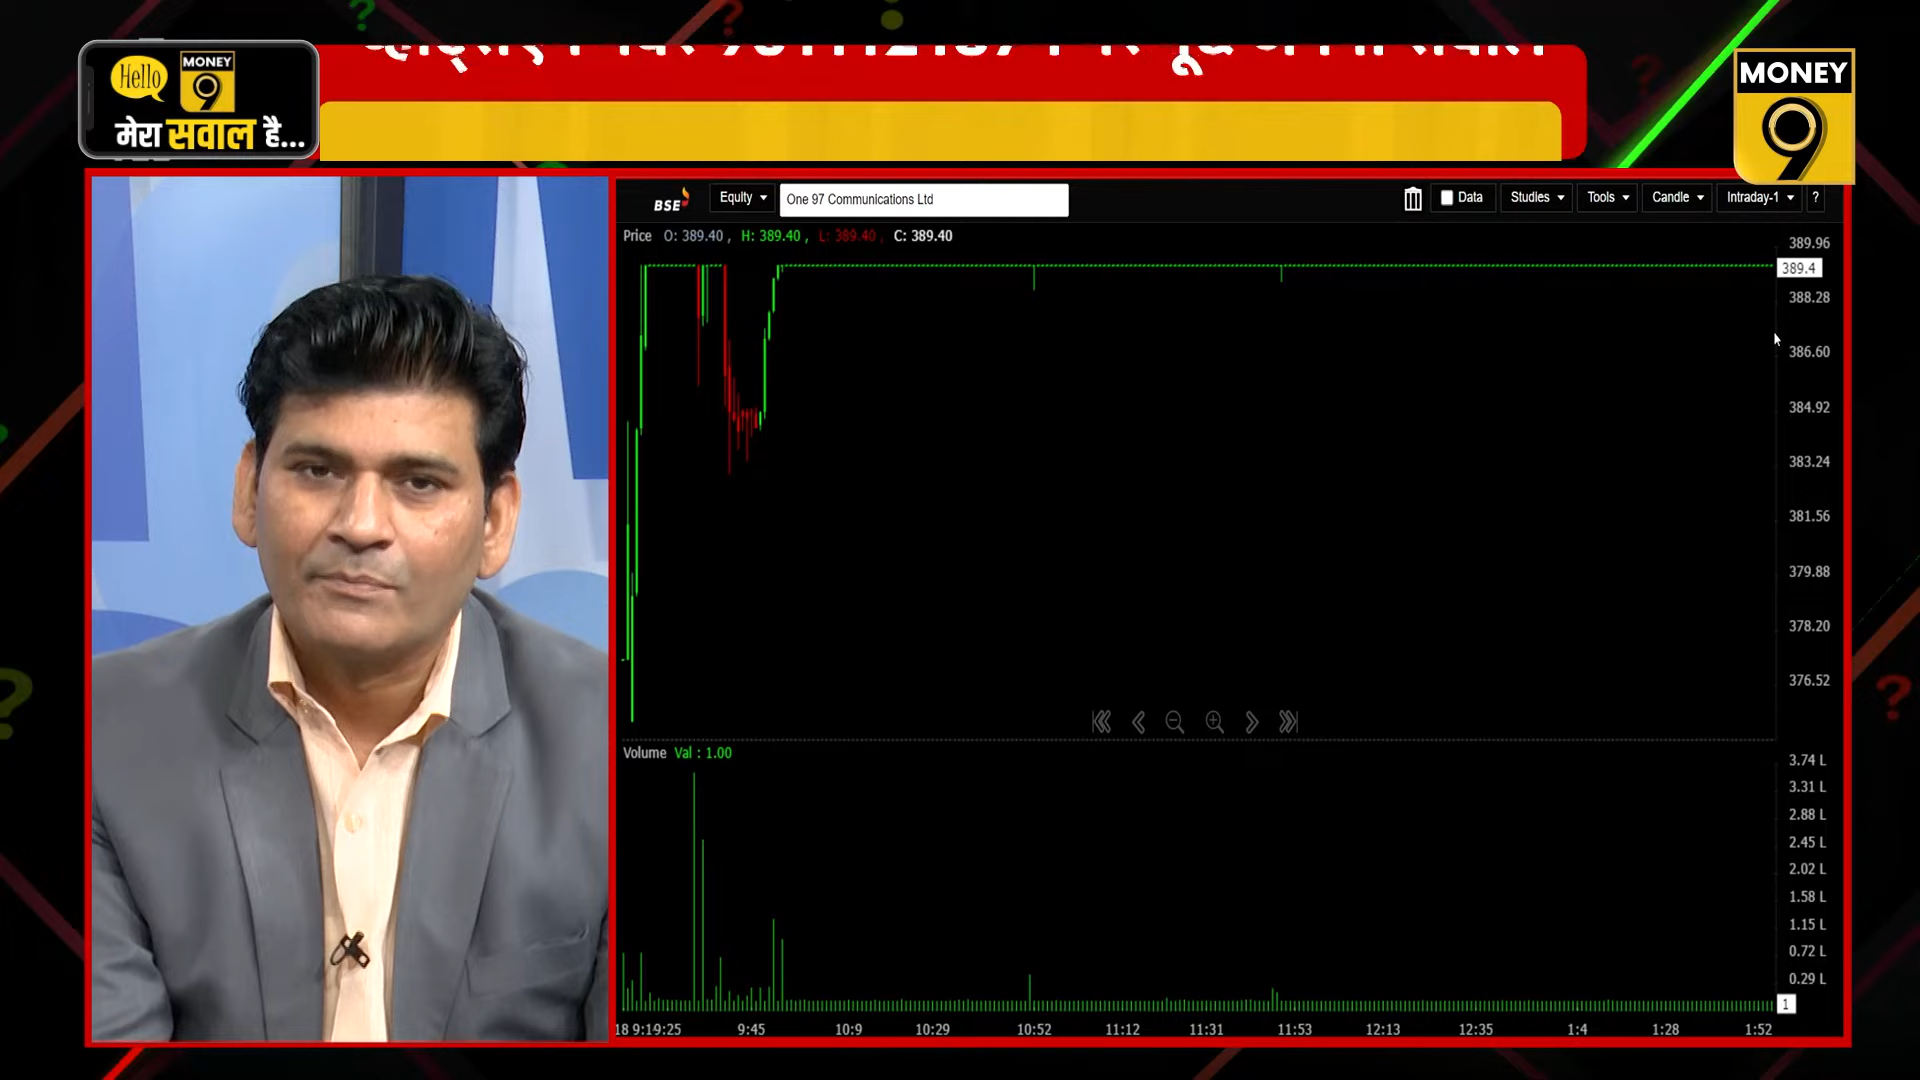 Hello
MONEY
9
मेरा सवाल है...
MONEY
9
BSE
Equity
One 97 Communications Ltd
Data
Studies
Tools
Candle
Intraday-1
?
Price O: 389.40 , H: 389.40 , L: 389.40 , C: 389.40
389.96
389.4
388.28
386.60
384.92
383.24
381.56
379.88
378.20
376.52
Volume Val : 1.00
3.74 L
3.31 L
2.88 L
2.45 L
2.02 L
1.58 L
1.15 L
0.72 L
0.29 L
1
18 9:19:25 9:45 10:9 10:29 10:52 11:12 11:31 11:53 12:13 12:35 1:4 1:28 1:52